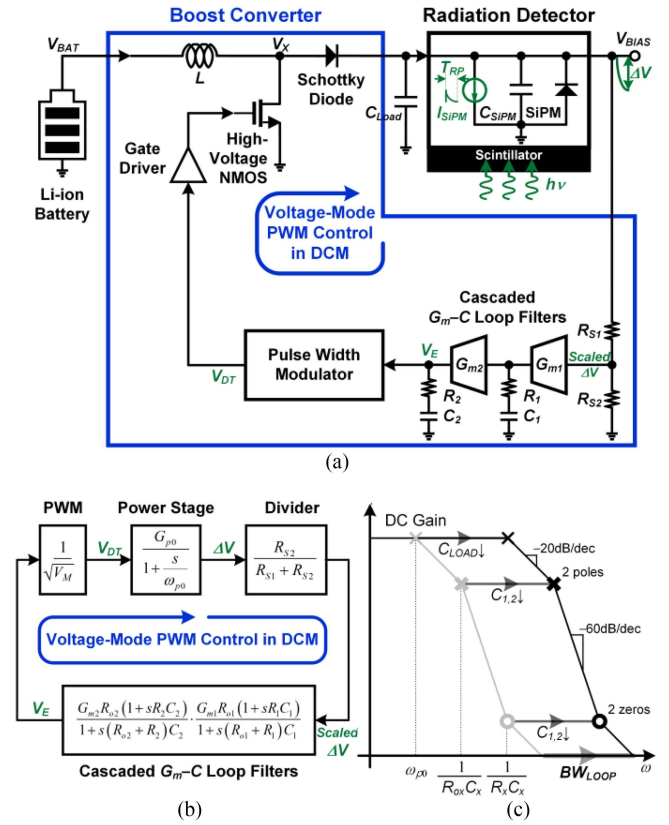 Boost Converter
Radiation Detector
V_BAT
L
V_X
Schottky
Diode
C_Load
T_RP
I_SiPM
C_SiPM
SiPM
V_BIAS
ΔV
Scintillator
hν
Li-ion
Battery
Gate
Driver
High-
Voltage
NMOS
Voltage-Mode
PWM Control
in DCM
Cascaded
G_m–C Loop Filters
Pulse Width
Modulator
V_DT
V_E
G_m2
G_m1
Scaled
ΔV
R_S1
R_S2
R_2
C_2
R_1
C_1
(a)
PWM
Power Stage
Divider
1/√V_M
V_DT
G_p0/(1+s/ω_p0)
ΔV
R_S2/(R_S1 + R_S2)
Voltage-Mode PWM Control in DCM
V_E
G_m2R_o2(1+sR_2C_2)/(1+s(R_o2+R_2)C_2) · G_m1R_o1(1+sR_1C_1)/(1+s(R_o1+R_1)C_1)
Scaled
ΔV
Cascaded G_m–C Loop Filters
(b)
DC Gain
C_LOAD↓
–20dB/dec
2 poles
C_1,2↓
–60dB/dec
2 zeros
C_1,2↓
ω_p0
1/(R_oxC_x)
1/(R_xC_x)
BW_LOOP
ω
(c)